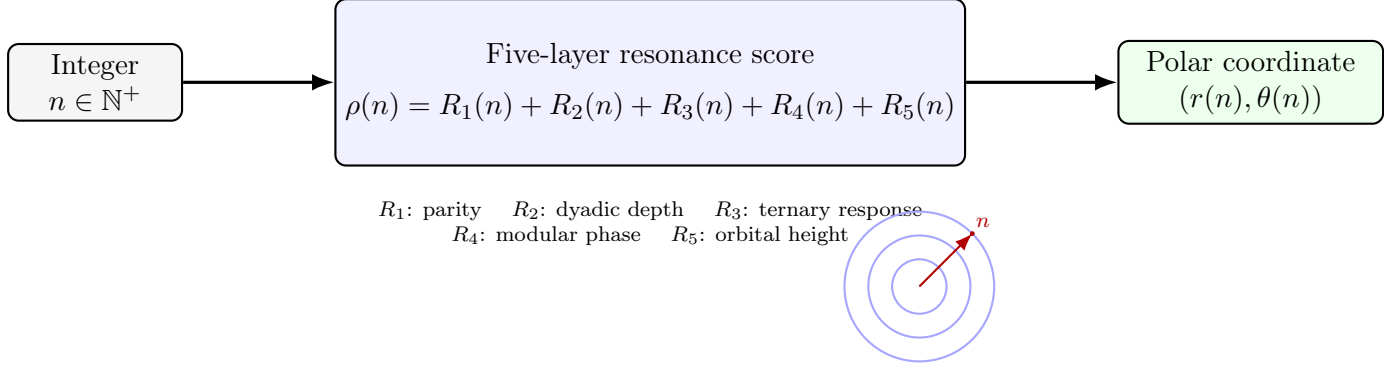 Integer
n ∈ ℕ⁺
Five-layer resonance score
ρ(n) = R₁(n) + R₂(n) + R₃(n) + R₄(n) + R₅(n)
Polar coordinate
(r(n), θ(n))
R₁: parity R₂: dyadic depth R₃: ternary response
R₄: modular phase R₅: orbital height
n